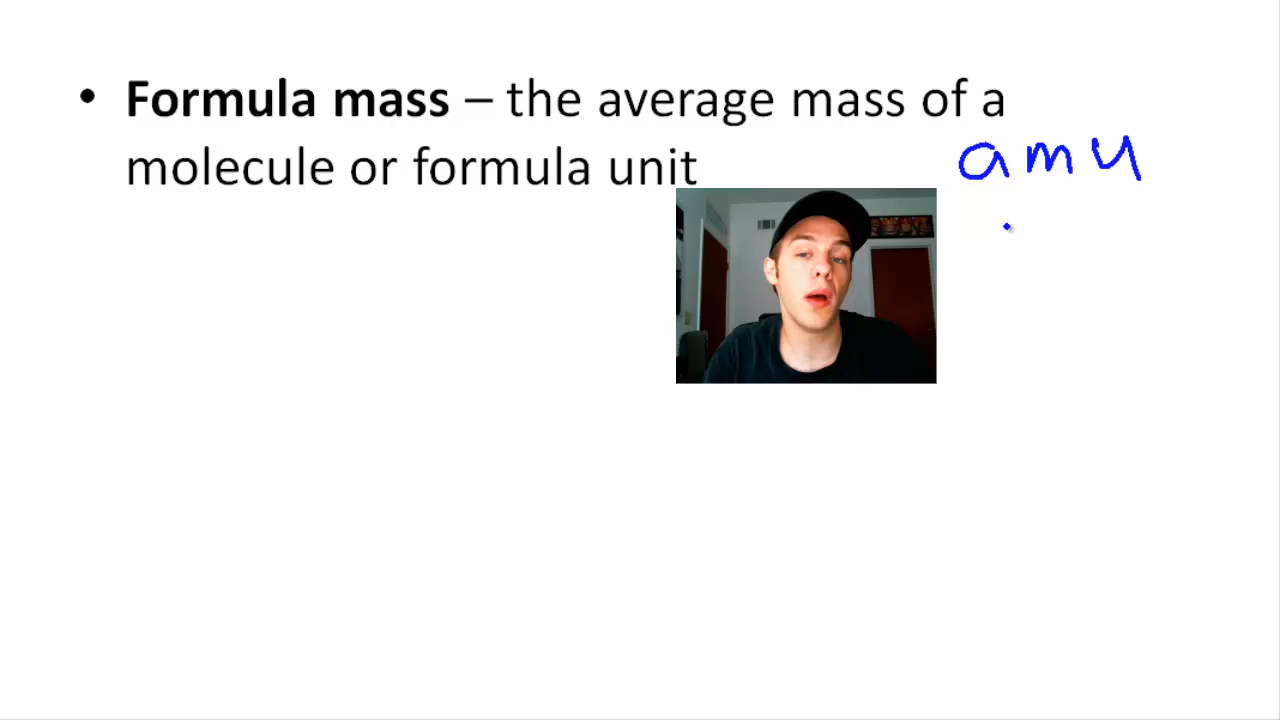 • Formula mass – the average mass of a
molecule or formula unit
amu